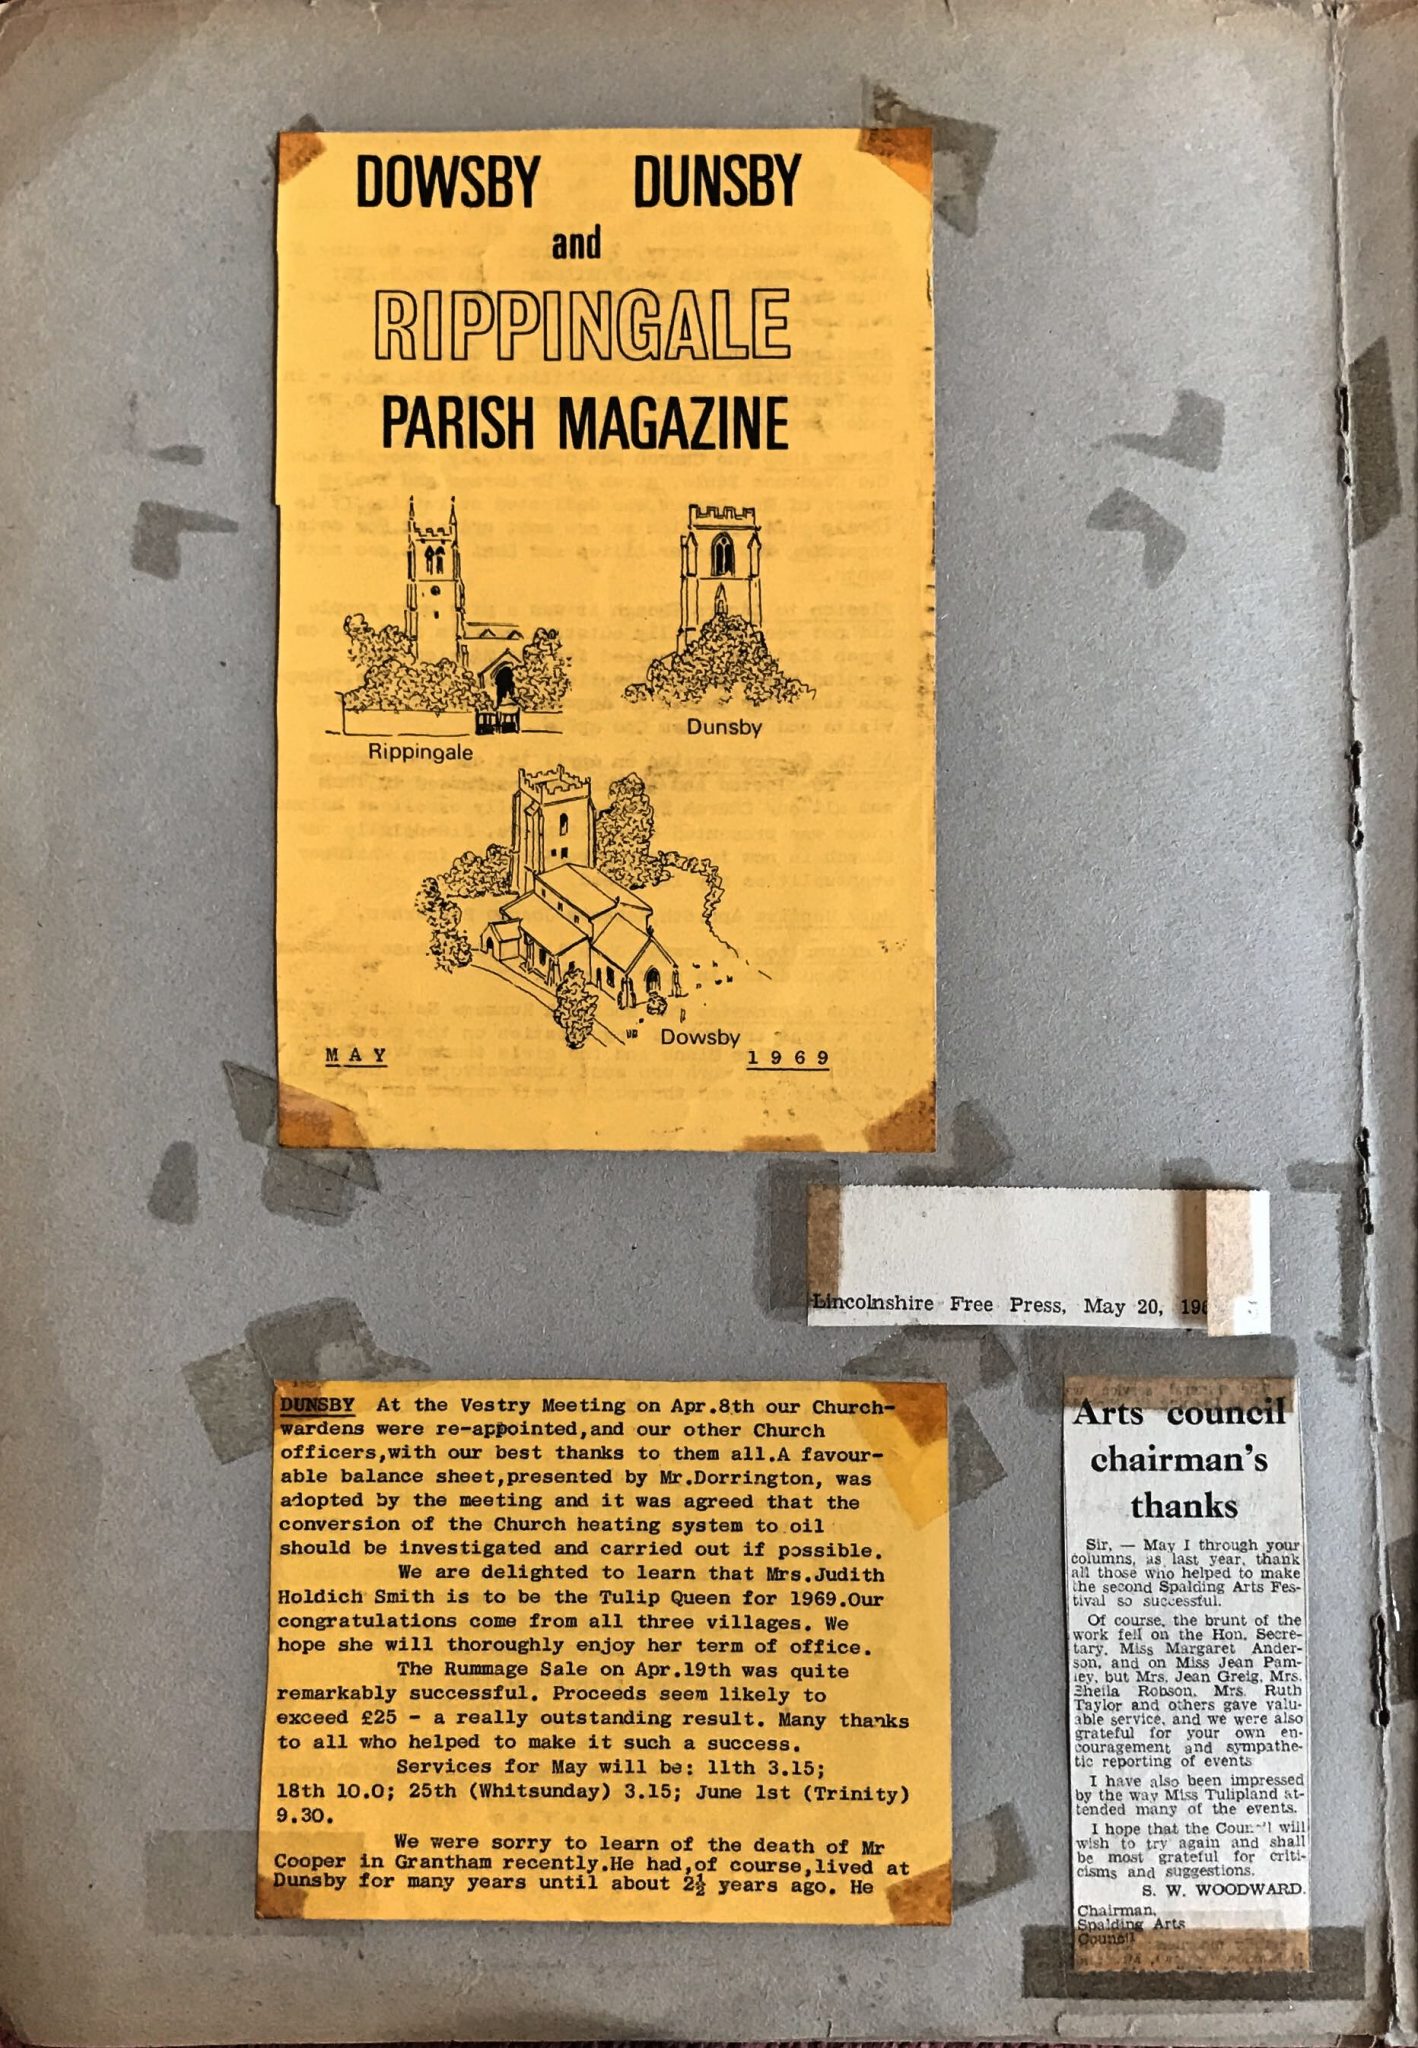 DOWSBY DUNSBY
and
RIPPINGALE
PARISH MAGAZINE
Rippingale
Dunsby
Dowsby
MAY 1969
Lincolnshire Free Press, May 20, 196
DUNSBY At the Vestry Meeting on Apr.8th our Church-
wardens were re-appointed,and our other Church
officers,with our best thanks to them all.A favour-
able balance sheet,presented by Mr.Dorrington, was
adopted by the meeting and it was agreed that the
conversion of the Church heating system to oil
should be investigated and carried out if possible.
We are delighted to learn that Mrs.Judith
Holdich Smith is to be the Tulip Queen for 1969.Our
congratulations come from all three villages. We
hope she will thoroughly enjoy her term of office.
The Rummage Sale on Apr.19th was quite
remarkably successful. Proceeds seem likely to
exceed £25 - a really outstanding result. Many thanks
to all who helped to make it such a success.
Services for May will be: 11th 3.15;
18th 10.0; 25th (Whitsunday) 3.15; June 1st (Trinity)
9.30.
We were sorry to learn of the death of Mr
Cooper in Grantham recently.He had,of course,lived at
Dunsby for many years until about 2½ years ago. He
Arts council
chairman's
thanks
Sir, — May I through your
columns, as last year, thank
all those who helped to make
the second Spalding Arts Fes-
tival so successful.
Of course, the brunt of the
work fell on the Hon. Secre-
tary, Miss Margaret Ander-
son, and on Miss Jean Pam-
ley, but Mrs. Jean Greig, Mrs.
Sheila Robson, Mrs. Ruth
Taylor and others gave valu-
able service, and we were also
grateful for your own en-
couragement and sympathe-
tic reporting of events
I have also been impressed
by the way Miss Tulipland at-
tended many of the events.
I hope that the Council will
wish to try again and shall
be most grateful for criti-
cisms and suggestions.
S. W. WOODWARD.
Chairman,
Spalding Arts
Council